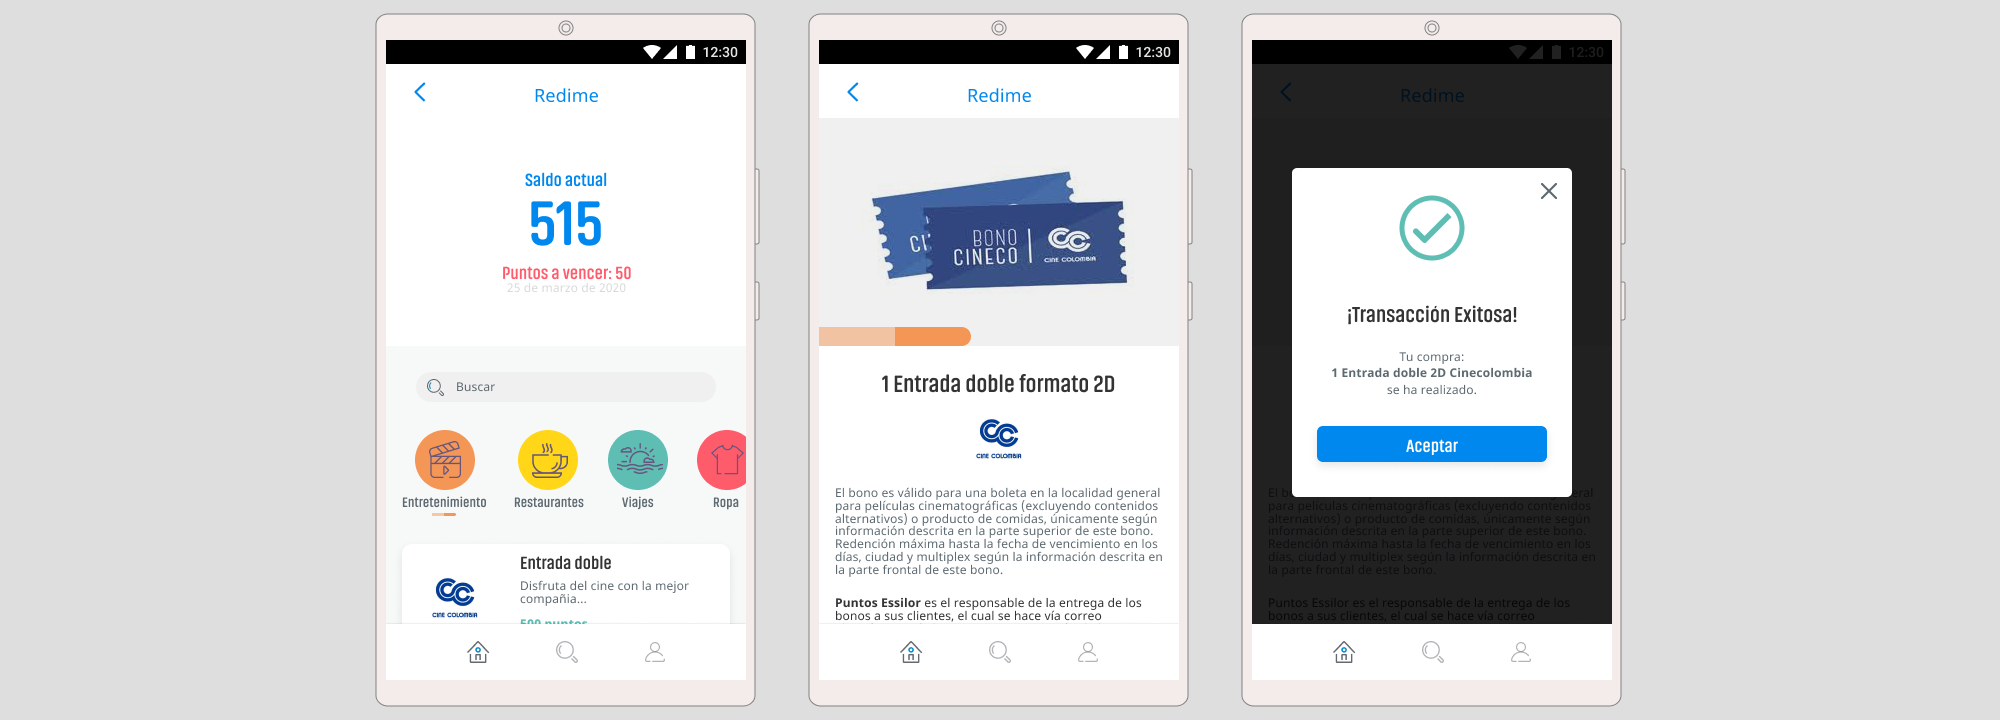 12:30
Redime
Saldo actual
515
Puntos a vencer: 50
25 de marzo de 2020
Buscar
Entretenimiento
Restaurantes
Viajes
Ropa
Entrada doble
Disfruta del cine con la mejor
compañia...
CINE COLOMBIA
500 puntos
12:30
Redime
CI
BONO
CINECO
CINE COLOMBIA
1 Entrada doble formato 2D
CINE COLOMBIA
El bono es válido para una boleta en la localidad general
para películas cinematográficas (excluyendo contenidos
alternativos) o producto de comidas, únicamente según
información descrita en la parte superior de este bono.
Redención máxima hasta la fecha de vencimiento en los
días, ciudad y multiplex según la información descrita en
la parte frontal de este bono.
Puntos Essilor es el responsable de la entrega de los
bonos a sus clientes, el cual se hace vía correo
12:30
Redime
¡Transacción Exitosa!
Tu compra:
1 Entrada doble 2D Cinecolombia
se ha realizado.
Aceptar
El b eral
para películas cinematográficas (excluyendo contenidos
alternativos) o producto de comidas, únicamente según
información descrita en la parte superior de este bono.
Redención máxima hasta la fecha de vencimiento en los
días, ciudad y multiplex según la información descrita en
la parte frontal de este bono.
Puntos Essilor es el responsable de la entrega de los
bonos a sus clientes, el cual se hace vía correo